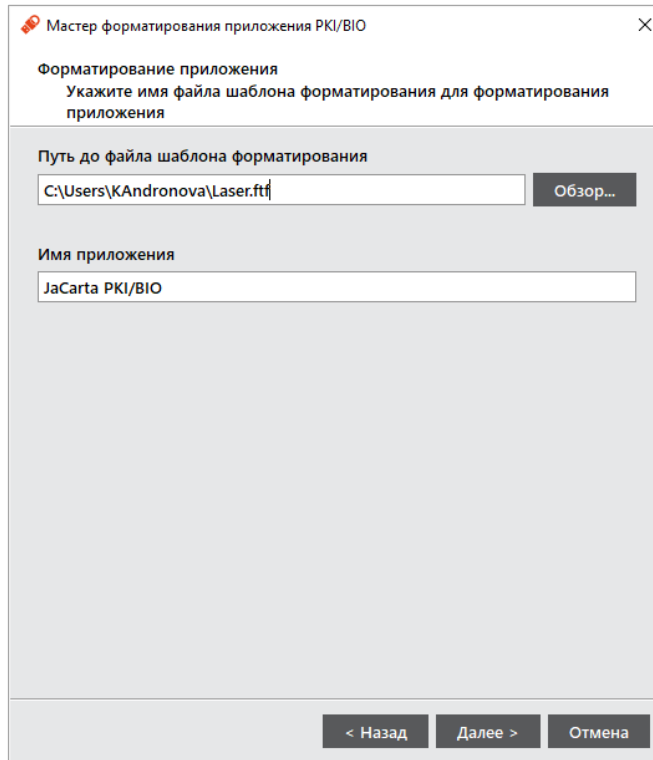 Мастер форматирования приложения PKI/BIO
Форматирование приложения
Укажите имя файла шаблона форматирования для форматирования
приложения
Путь до файла шаблона форматирования
C:\Users\KAndronova\Laser.ftf
Обзор...
Имя приложения
JaCarta PKI/BIO
< Назад
Далее >
Отмена